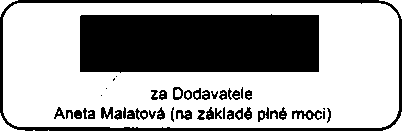 za Dodavatele
Aneta Malatová (na základě plné moci)